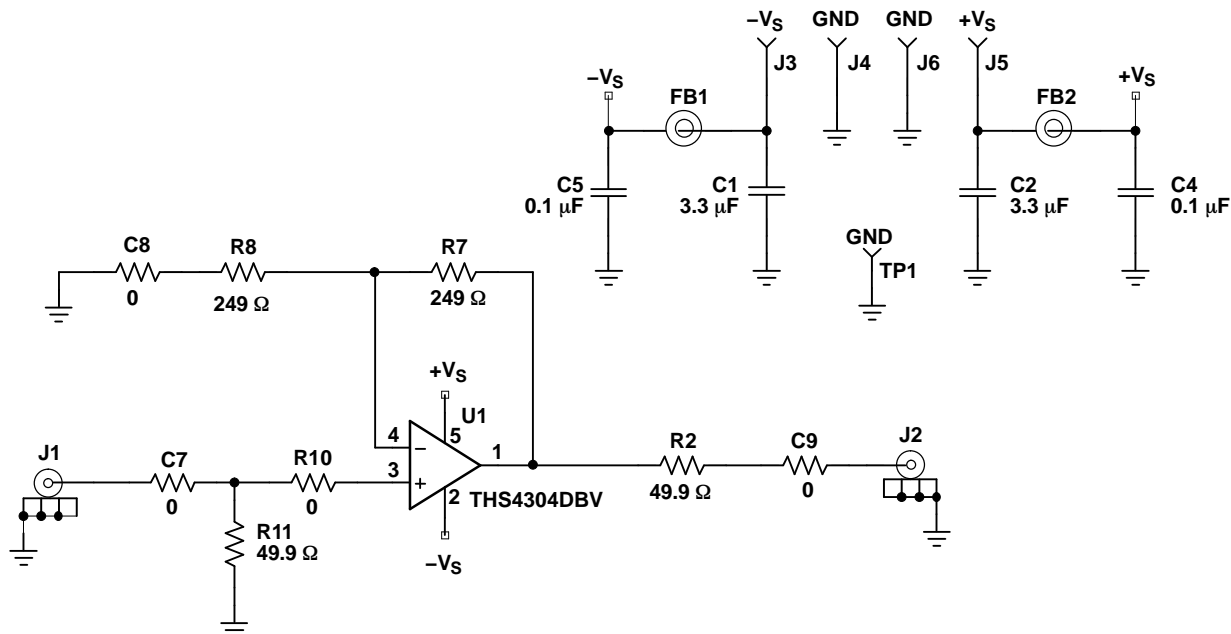 −VS
GND
GND
+VS
J3
J4
J6
J5
−VS
FB1
FB2
+VS
C5
0.1 μF
C1
3.3 μF
C2
3.3 μF
C4
0.1 μF
GND
TP1
C8
0
R8
249 Ω
R7
249 Ω
+VS
U1
4
−
5
1
3
+
2
THS4304DBV
−VS
J1
C7
0
R10
0
R11
49.9 Ω
R2
49.9 Ω
C9
0
J2